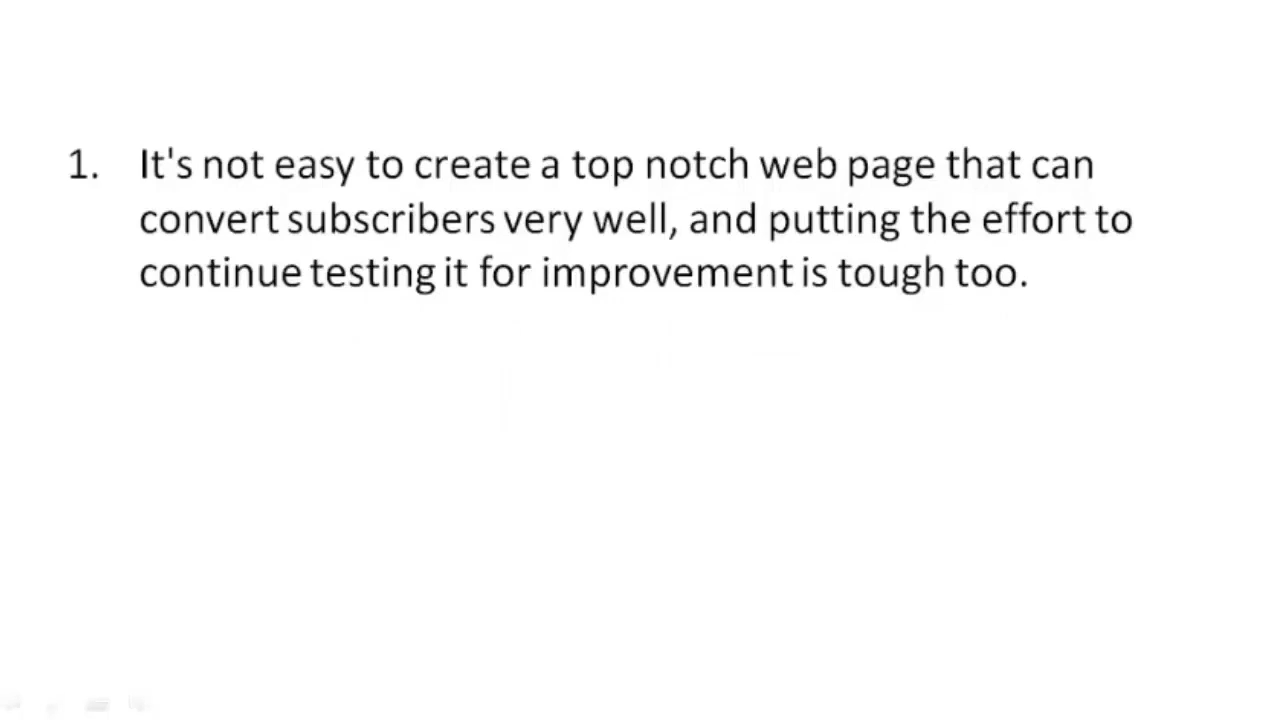 1. It's not easy to create a top notch web page that can
convert subscribers very well, and putting the effort to
continue testing it for improvement is tough too.